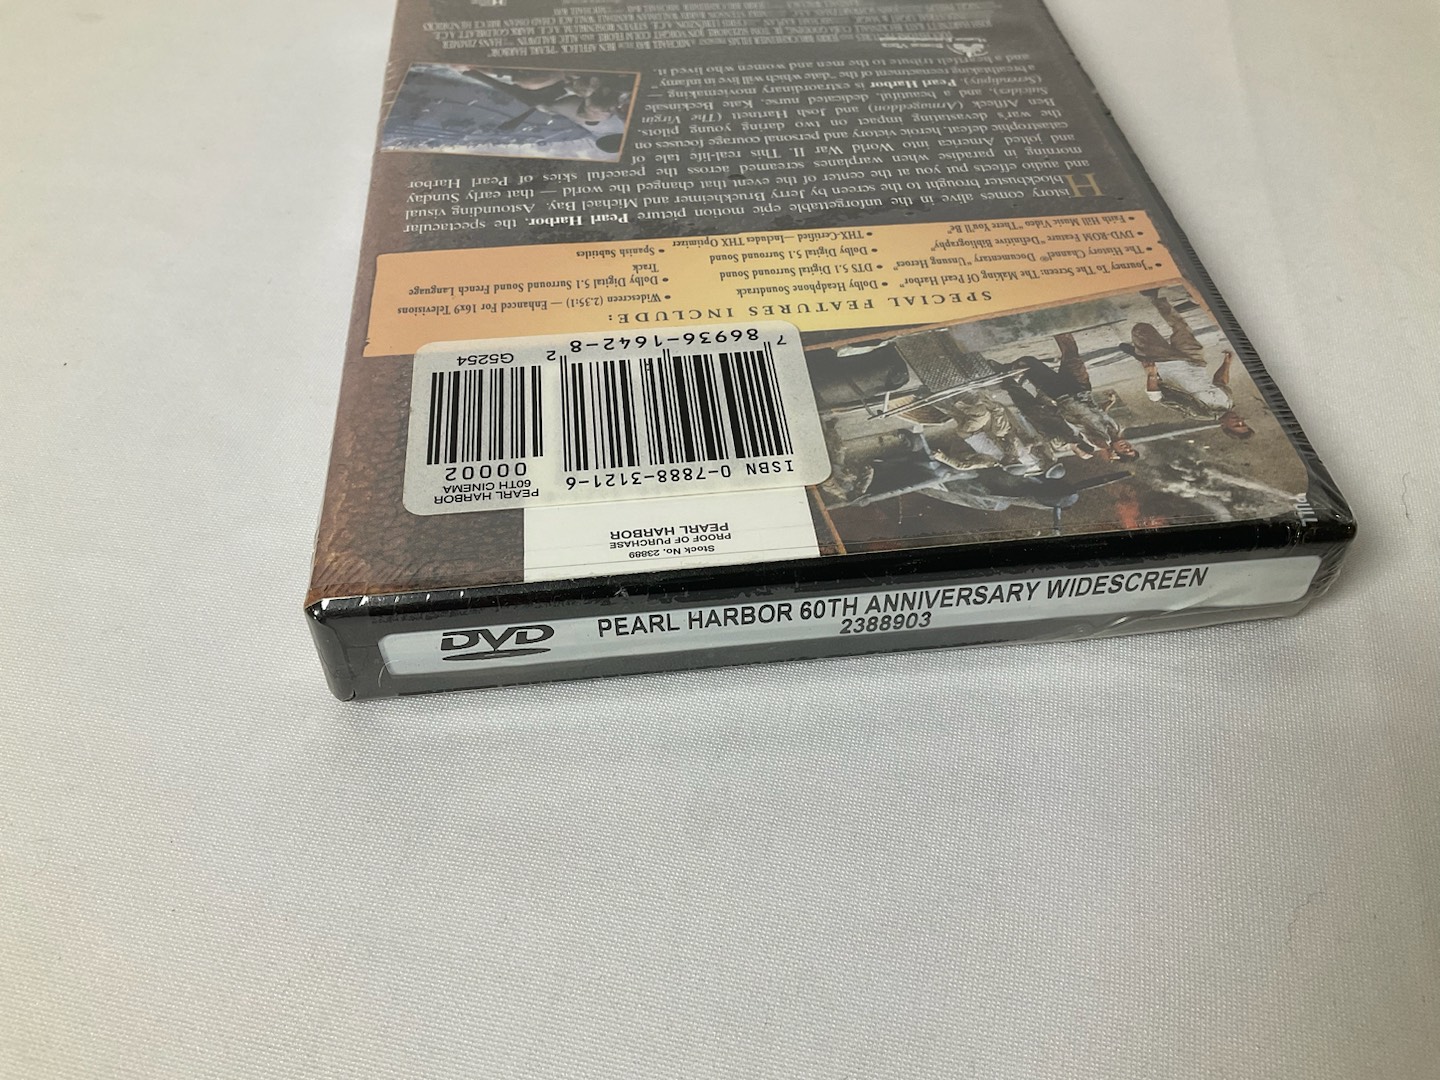 DVD
PEARL HARBOR 60TH ANNIVERSARY WIDESCREEN
2388903
Stock No. 23889
PROOF OF PURCHASE
PEARL HARBOR
ISBN 0-7888-3121-6
7 86936-1642-8 2
PEARL HARBOR
60TH CINEMA
00002
G5254
SPECIAL FEATURES INCLUDE:
• "Journey To The Screen: The Making Of Pearl Harbor"
• The History Channel® Documentary "Unsung Heroes"
• DVD-ROM Feature "Definitive Bibliography"
• Faith Hill Music Video "There You'll Be"
• Dolby Headphone Soundtrack
• DTS 5.1 Digital Surround Sound
• Dolby Digital 5.1 Surround Sound
• THX-Certified—Includes THX Optimizer
• Widescreen (2.35:1) — Enhanced For 16x9 Televisions
• Dolby Digital 5.1 Surround Sound French Language
Track
• Spanish Subtitles
History comes alive in the unforgettable epic motion picture Pearl Harbor, the spectacular
blockbuster brought to the screen by Jerry Bruckheimer and Michael Bay. Astounding visual
and audio effects put you at the center of the event that changed the world — that early Sunday
morning in paradise when warplanes screamed across the peaceful skies of Pearl Harbor
and jolted America into World War II. This real-life tale of
catastrophic defeat, heroic victory and personal courage focuses on
the war's devastating impact on two daring young pilots,
Ben Affleck (Armageddon) and Josh Hartnett (The Virgin
Suicides), and a beautiful, dedicated nurse, Kate Beckinsale
(Serendipity). Pearl Harbor is extraordinary moviemaking —
a breathtaking reenactment of the "date which will live in infamy"
and a heartfelt tribute to the men and women who lived it.